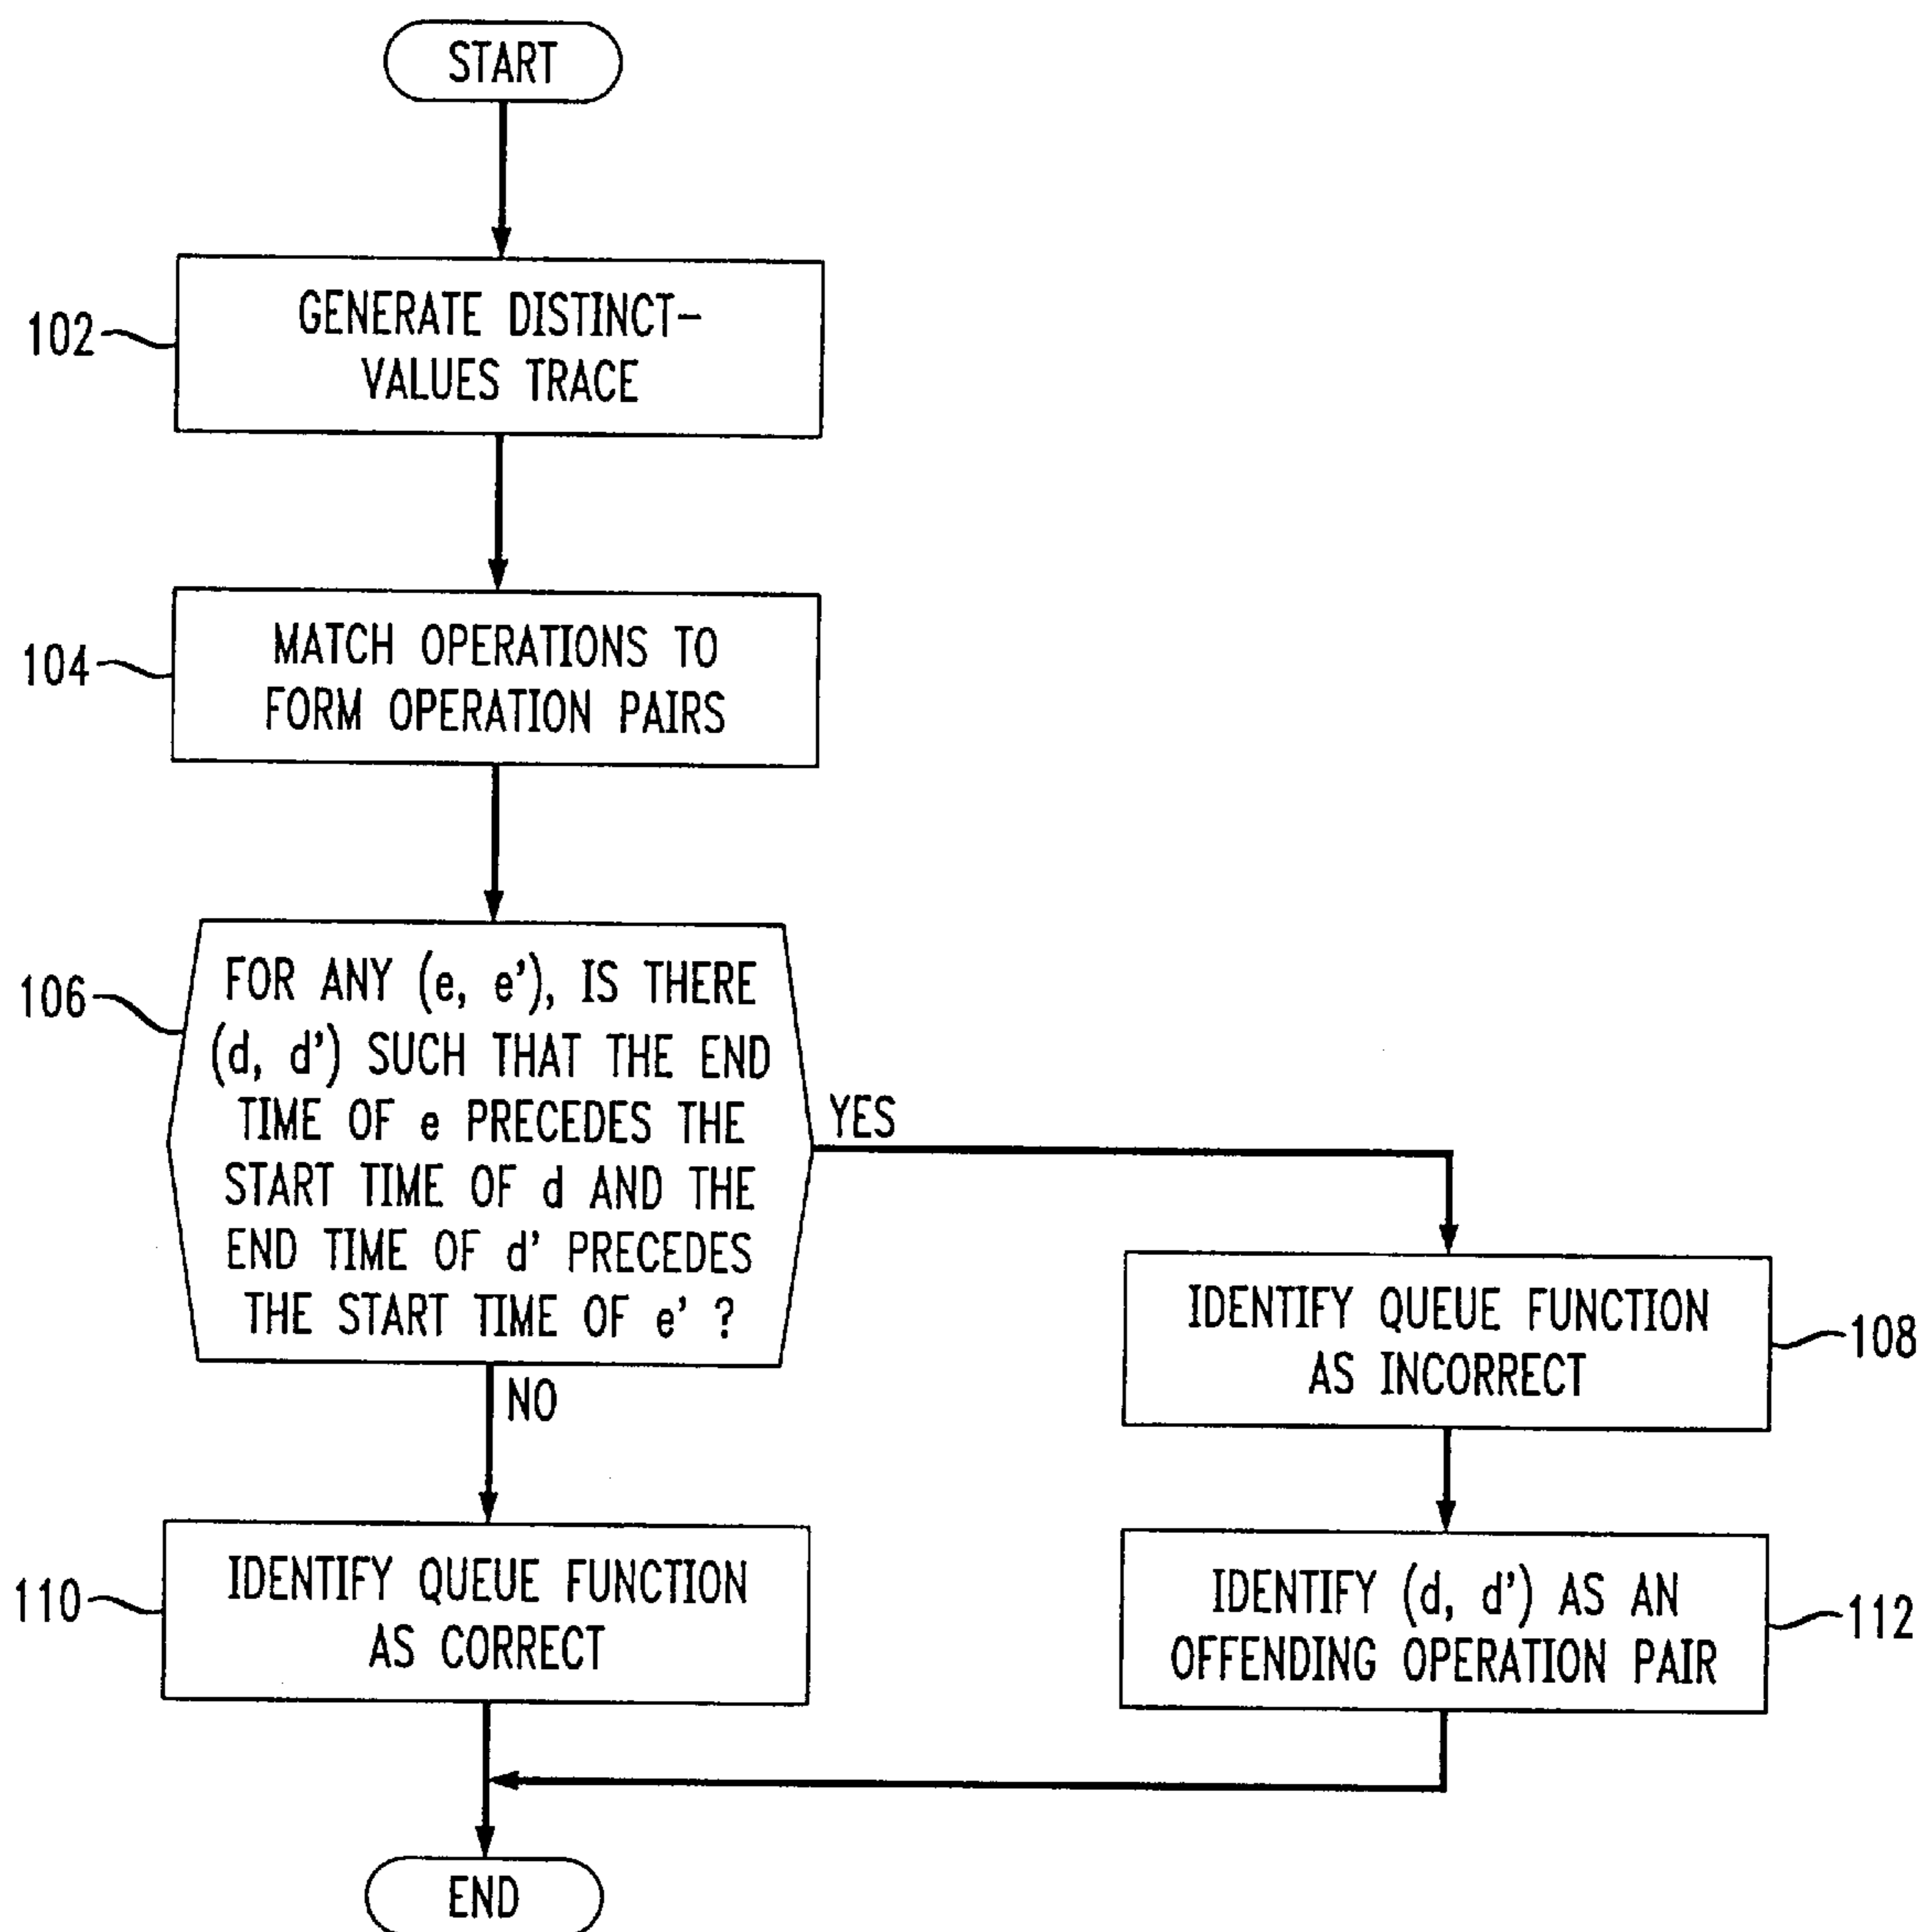 START
102
GENERATE DISTINCT-
VALUES TRACE
104
MATCH OPERATIONS TO
FORM OPERATION PAIRS
106
FOR ANY (e, e'), IS THERE
(d, d') SUCH THAT THE END
TIME OF e PRECEDES THE
START TIME OF d AND THE
END TIME OF d' PRECEDES
THE START TIME OF e' ?
YES
NO
IDENTIFY QUEUE FUNCTION
AS INCORRECT
108
110
IDENTIFY QUEUE FUNCTION
AS CORRECT
IDENTIFY (d, d') AS AN
OFFENDING OPERATION PAIR
112
END